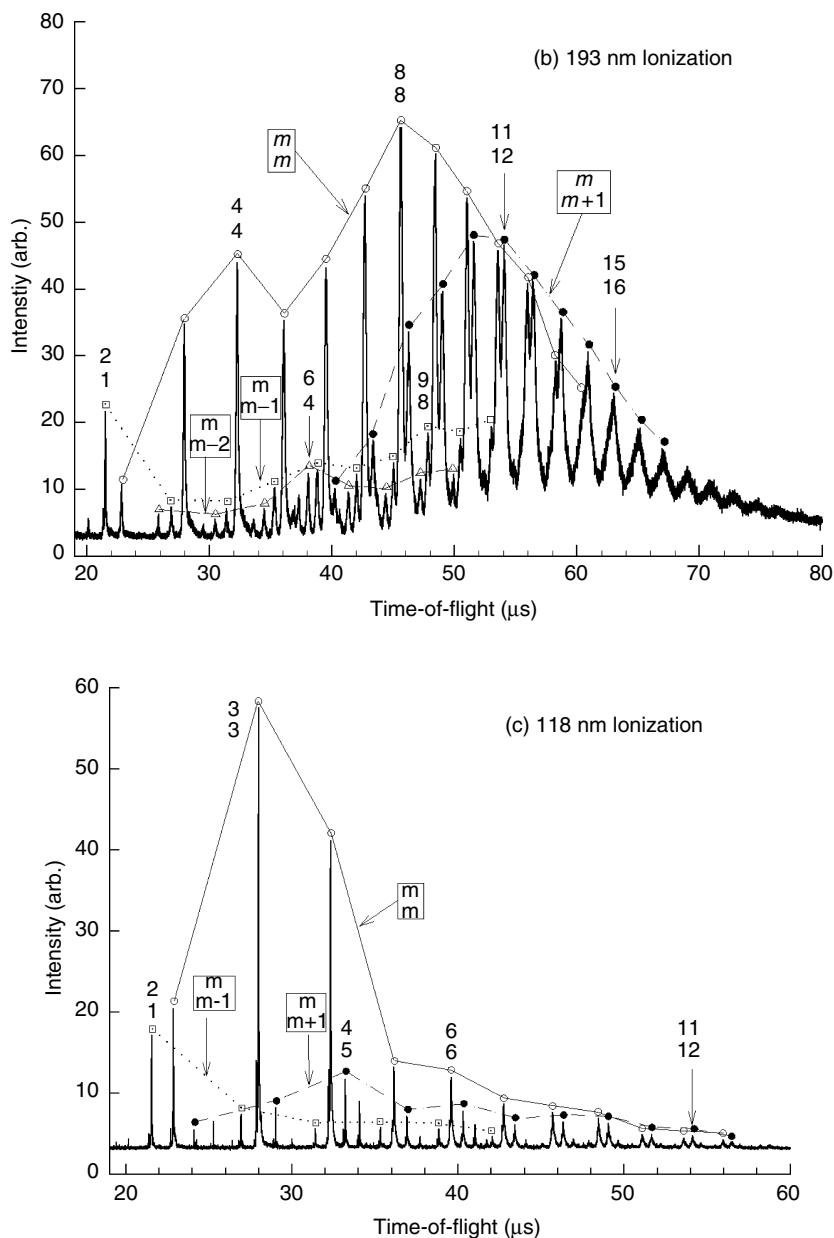 80
70
60
50
40
30
20
10
0
Intenstiy (arb.)
(b) 193 nm Ionization
8
8
m
m
11
12
m
m+1
4
4
15
16
2
1
m
m–2
m
m–1
6
4
9
8
20
30
40
50
60
70
80
Time-of-flight (μs)
60
50
40
30
20
10
0
Intensity (arb.)
(c) 118 nm Ionization
3
3
m
m
2
1
m
m-1
m
m+1
4
5
6
6
11
12
20
30
40
50
60
Time-of-flight (μs)